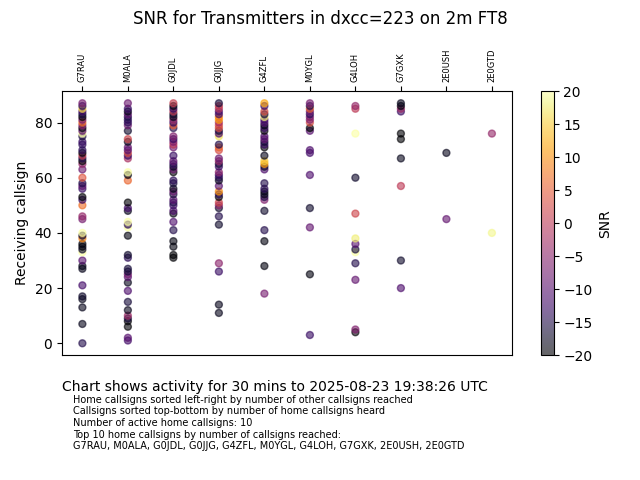 SNR for Transmitters in dxcc=223 on 2m FT8
G7RAU M0ALA G0JDL G0JJG G4ZFL M0YGL G4LOH G7GXK 2E0USH 2E0GTD
Receiving callsign
80
60
40
20
0
20
15
10
5
0
−5
−10
−15
−20
SNR
Chart shows activity for 30 mins to 2025-08-23 19:38:26 UTC
Home callsigns sorted left-right by number of other callsigns reached
Callsigns sorted top-bottom by number of home callsigns heard
Number of active home callsigns: 10
Top 10 home callsigns by number of callsigns reached:
G7RAU, M0ALA, G0JDL, G0JJG, G4ZFL, M0YGL, G4LOH, G7GXK, 2E0USH, 2E0GTD